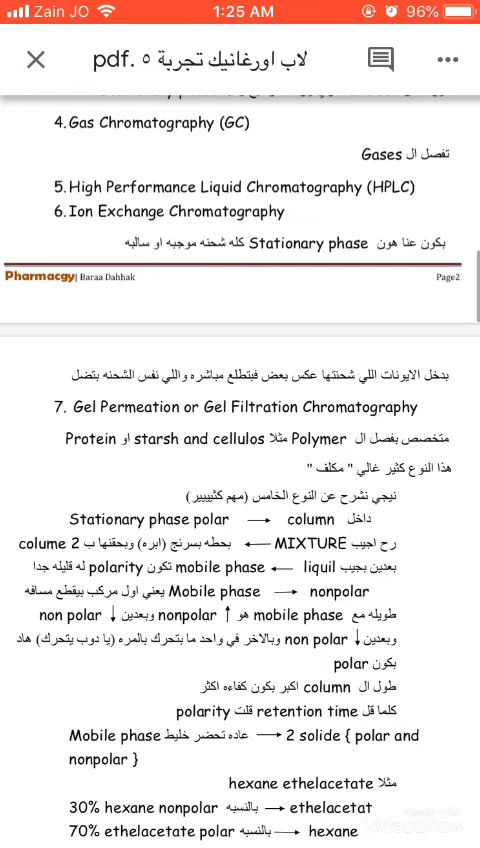 Zain JO 1:25 AM 96%
لاب اورغانيك تجربة ٥ .pdf
4. Gas Chromatography (GC)
تفصل ال Gases
5. High Performance Liquid Chromatography (HPLC)
6. Ion Exchange Chromatography
بكون عنا هون Stationary phase كله شحنه موجبه او سالبه
Pharmacgy| Baraa Dahhak Page2
بدخل الايونات اللي شحنتها عكس بعض فبتطلع مباشره واللي نفس الشحنه بتضل
7. Gel Permeation or Gel Filtration Chromatography
متخصص بفصل ال Polymer مثلا starsh and cellulos او Protein
هذا النوع كثير غالي " مكلف "
نيجي نشرح عن النوع الخامس (مهم كثيييير)
داخل column → Stationary phase polar
رح اجيب MIXTURE ← بحطه بسرنج (ابره) وبحقنها ب 2 colume
بعدين بجيب liquil ← mobile phase تكون polarity له قليله جدا
Mobile phase → nonpolar يعني اول مركب بيقطع مسافه
طويله مع mobile phase هو ↑ nonpolar وبعدين ↓ non polar
وبعدين ↓ non polar وبالاخر في واحد ما بتحرك بالمره (يا دوب يتحرك) هاد
بكون polar
طول ال column اكبر بكون كفاءه اكثر
كلما قل retention time قلت polarity
Mobile phase عاده تحضر خليط → 2 solide { polar and
nonpolar }
مثلا hexane ethelacetate
30% hexane nonpolar بالنسبه → ethelacetat
70% ethelacetate polar بالنسبه → hexane